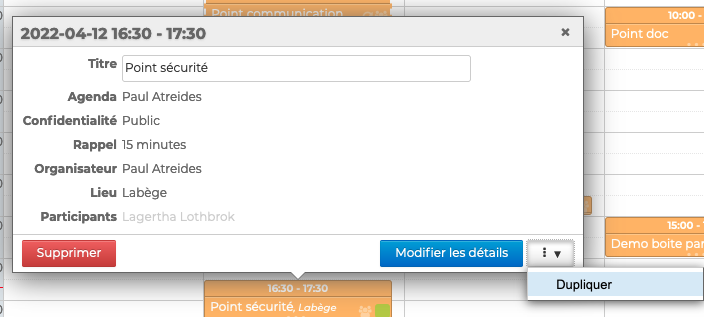 Point communication
10:00 -
Point doc
2022-04-12 16:30 - 17:30
×
Titre Point sécurité
Agenda Paul Atreides
Confidentialité Public
Rappel 15 minutes
Organisateur Paul Atreides
Lieu Labège
Participants Lagertha Lothbrok
15:00 -
Demo boite par
Supprimer Modifier les détails
Dupliquer
16:30 - 17:30
Point sécurité, Labège